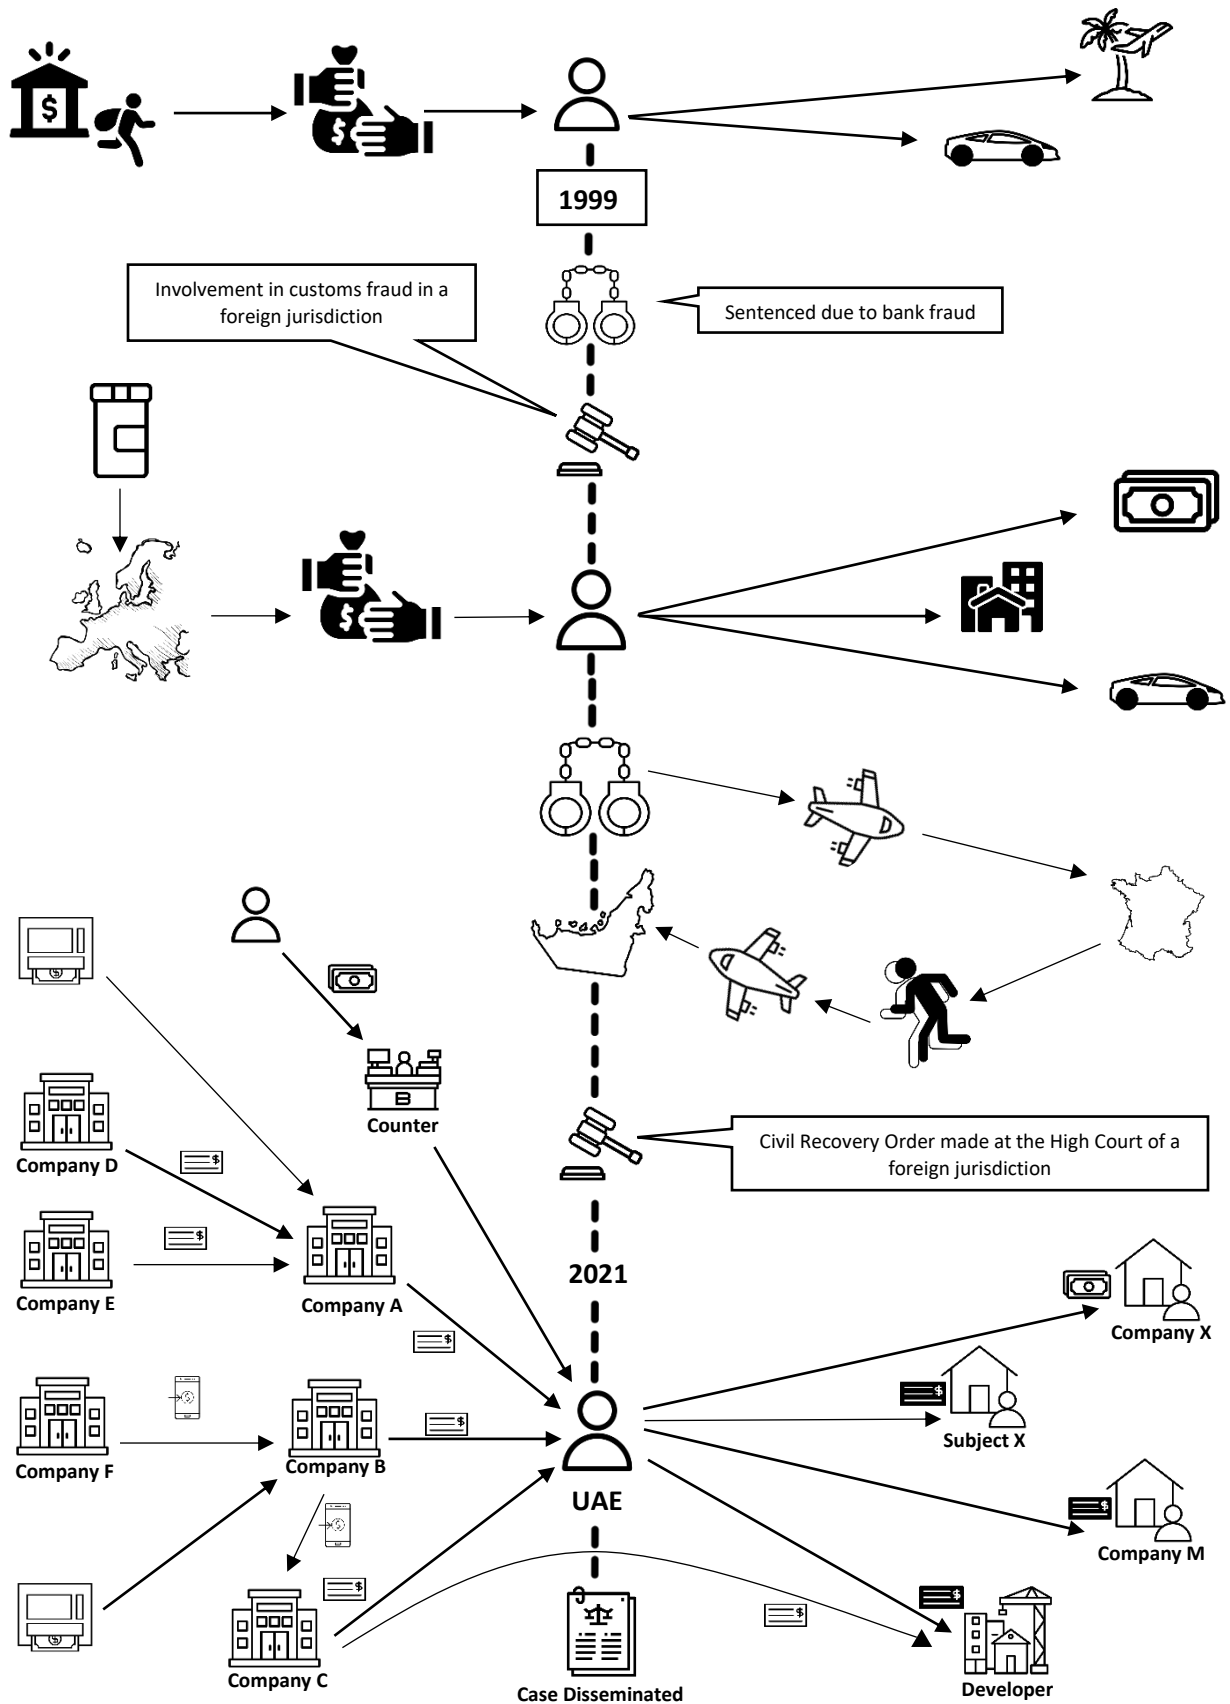 1999
Involvement in customs fraud in a
foreign jurisdiction
Sentenced due to bank fraud
B
Counter
Company D
Civil Recovery Order made at the High Court of a
foreign jurisdiction
Company E
Company A
2021
Company X
Company F
Company B
Subject X
UAE
Company M
Company C
Case Disseminated
Developer